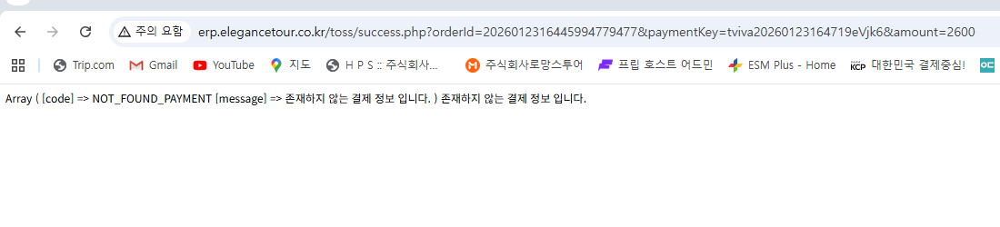 주의 요함 erp.elegancetour.co.kr/toss/success.php?orderId=2026012316445994779477&paymentKey=tviva20260123164719eVjk6&amount=2600
Trip.com Gmail YouTube 지도 H P S :: 주식회사... 주식회사로망스투어 프립 호스트 어드민 ESM Plus - Home KCP 대한민국 결제중심! OC
Array ( [code] => NOT_FOUND_PAYMENT [message] => 존재하지 않는 결제 정보 입니다. ) 존재하지 않는 결제 정보 입니다.